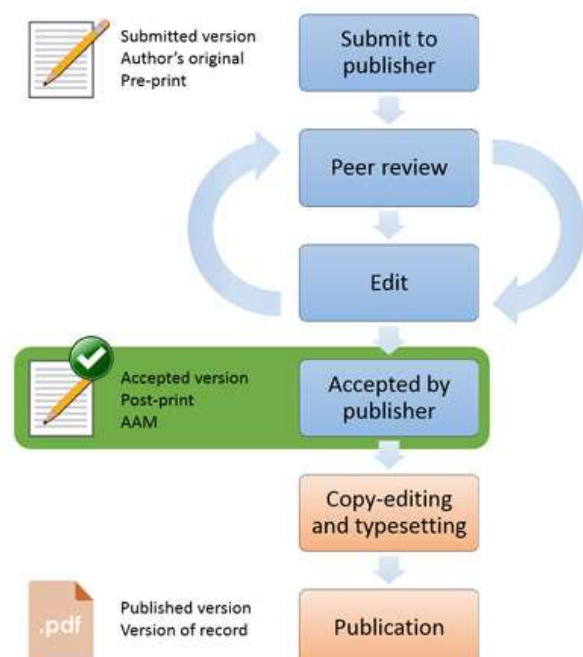 Submitted version
Author's original
Pre-print
Submit to
publisher
Peer review
Edit
Accepted version
Post-print
AAM
Accepted by
publisher
Copy-editing
and typesetting
.pdf
Published version
Version of record
Publication